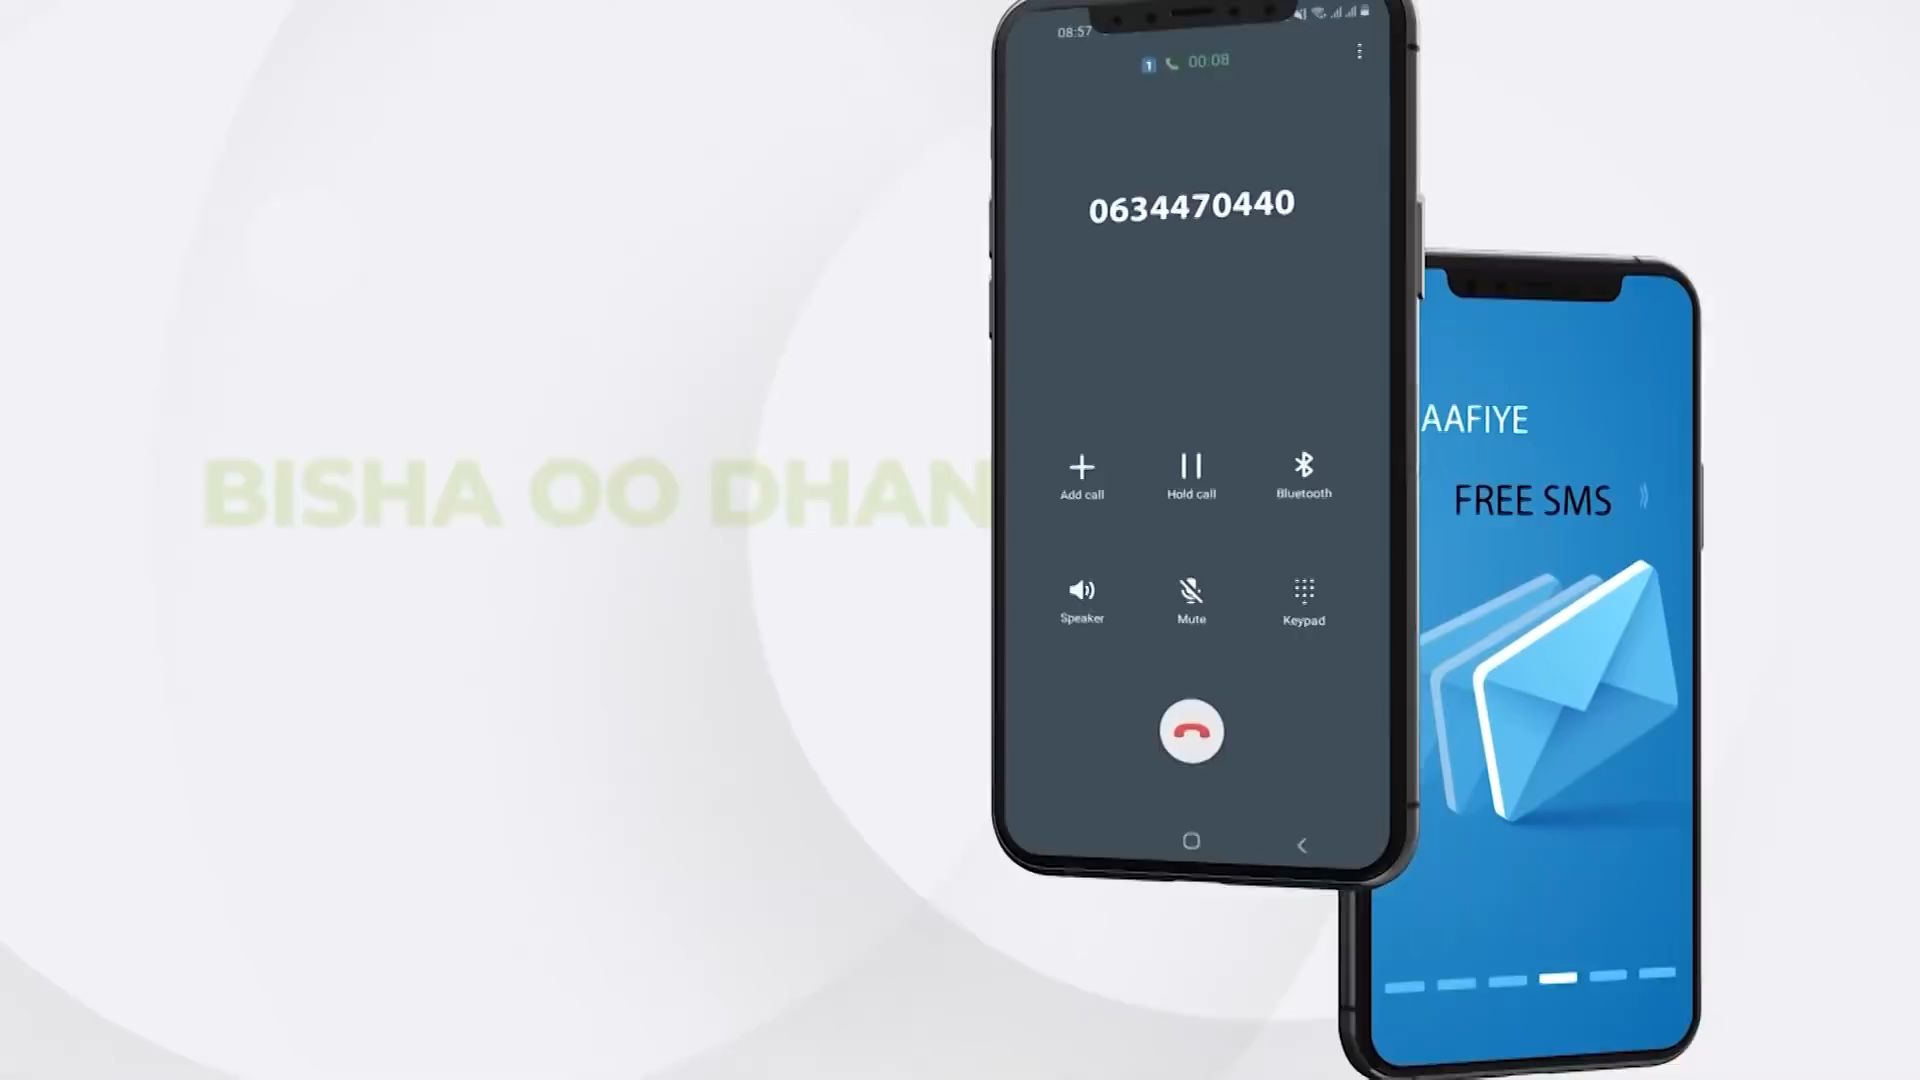 08:57
1 00:08
0634470440
Add call
Hold call
Bluetooth
Speaker
Mute
Keypad
BISHA OO DHAN
AAFIYE
FREE SMS